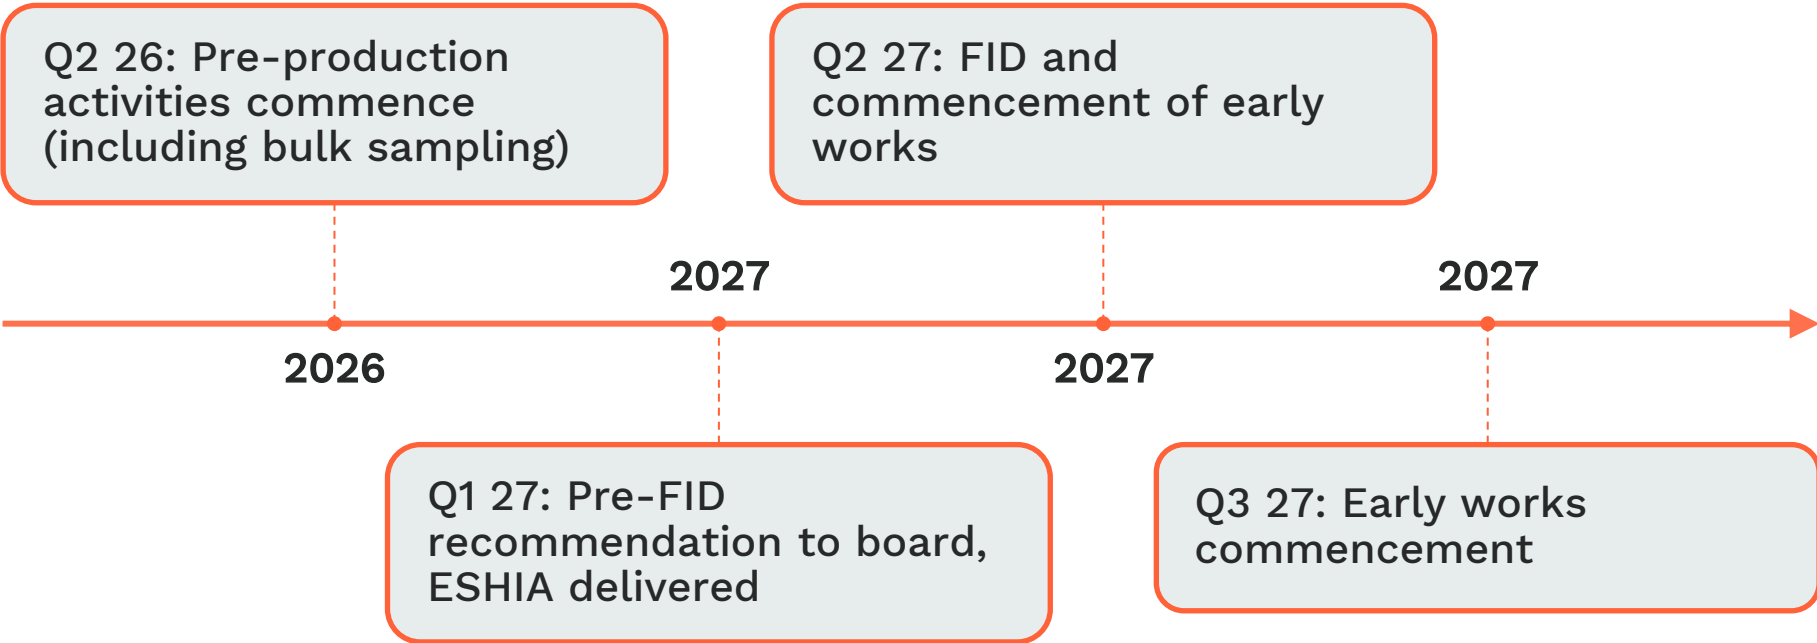 Q2 26: Pre-production
activities commence
(including bulk sampling)
Q2 27: FID and
commencement of early
works
2027
2027
2026
2027
Q1 27: Pre-FID
recommendation to board,
ESHIA delivered
Q3 27: Early works
commencement